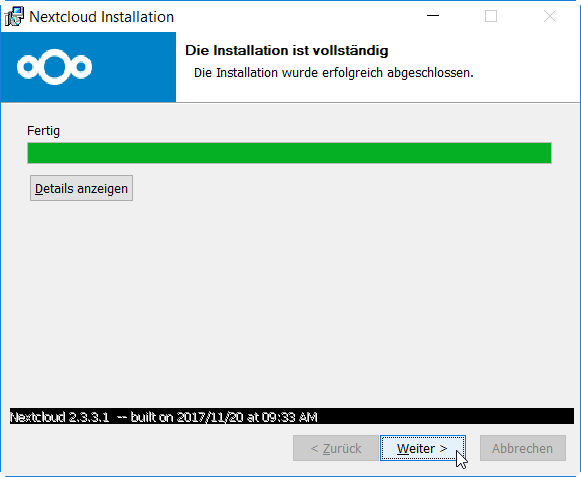 Nextcloud Installation
Die Installation ist vollständig
Die Installation wurde erfolgreich abgeschlossen.
Fertig
Details anzeigen
Nextcloud 2.3.3.1 -- built on 2017/11/20 at 09:33 AM
< Zurück Weiter > Abbrechen